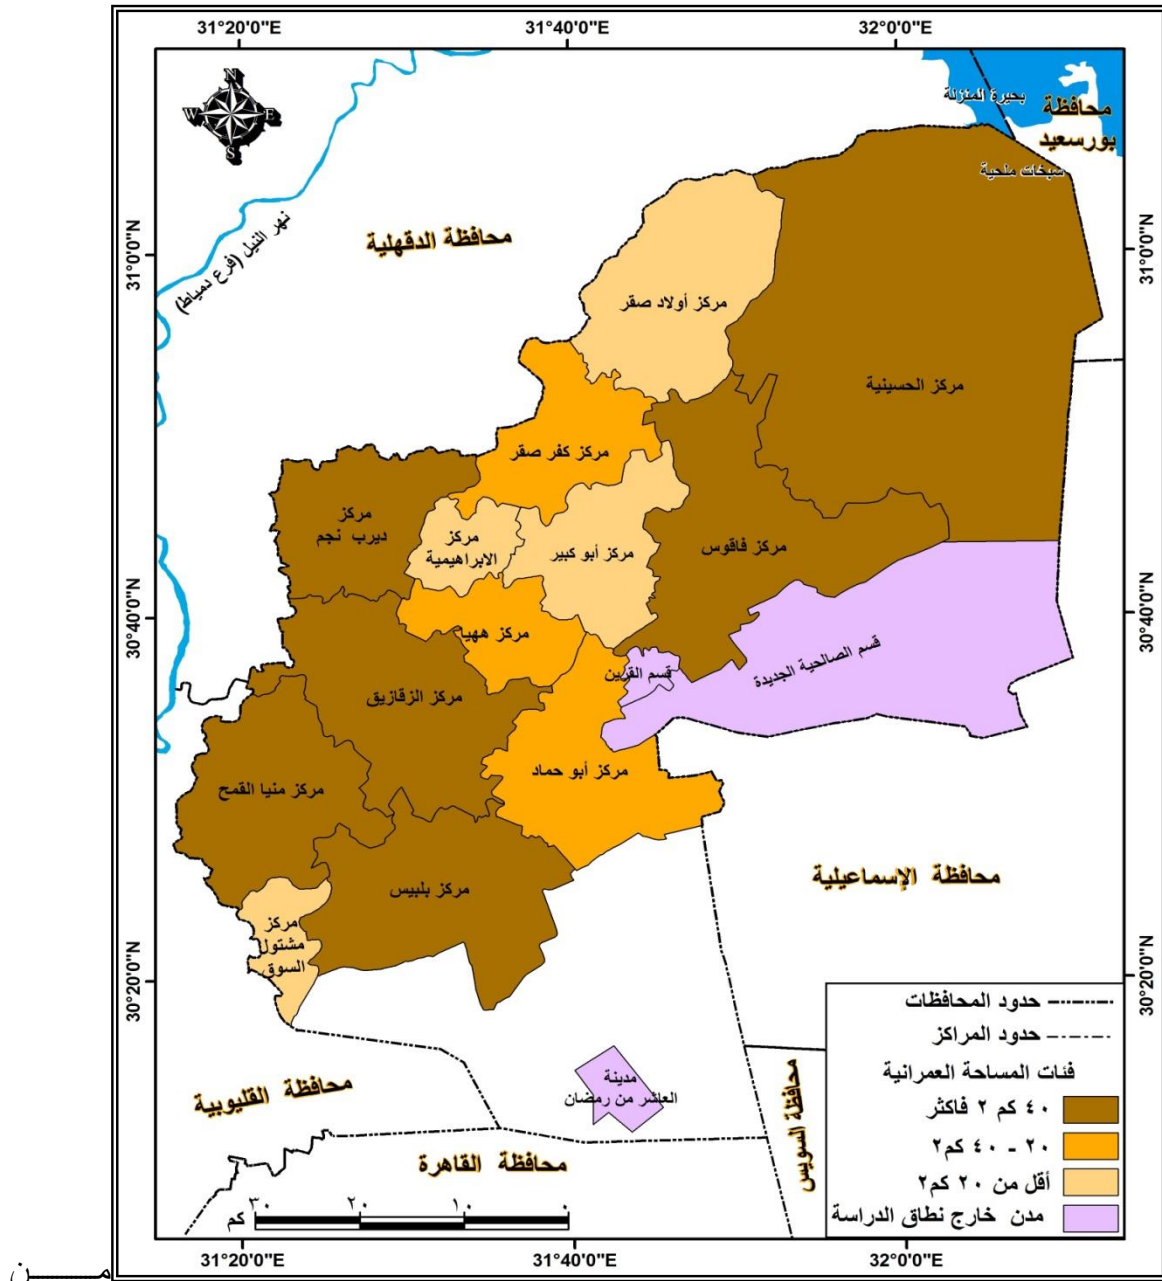 31°20'0"E 31°40'0"E 32°0'0"E
N
W E
S
بحيرة المنزلة
محافظة
بورسعيد
سبخات ملحية
نهر النيل (فرع دمياط)
محافظة الدقهلية
31°0'0"N 31°0'0"N
مركز أولاد صقر
مركز الحسينية
مركز كفر صقر
مركز
ديرب نجم
مركز
الابراهيمية
مركز أبو كبير
مركز فاقوس
30°40'0"N 30°40'0"N
مركز ههيا
قسم القرين
قسم الصالحية الجديدة
مركز الزقازيق
مركز أبو حماد
مركز منيا القمح
محافظة الإسماعيلية
مركز بلبيس
مركز
مشتول
السوق
30°20'0"N 30°20'0"N
حدود المحافظات
حدود المراكز
فئات المساحة العمرانية
٤٠ كم ٢ فاكثر
٢٠ - ٤٠ كم٢
أقل من ٢٠ كم٢
مدن خارج نطاق الدراسة
مدينة
العاشر من رمضان
محافظة القليوبية
محافظة السويس
محافظة القاهرة
٣٠ ٢٠ ١٠ ٠
كم
31°20'0"E 31°40'0"E 32°0'0"E
مـــــن